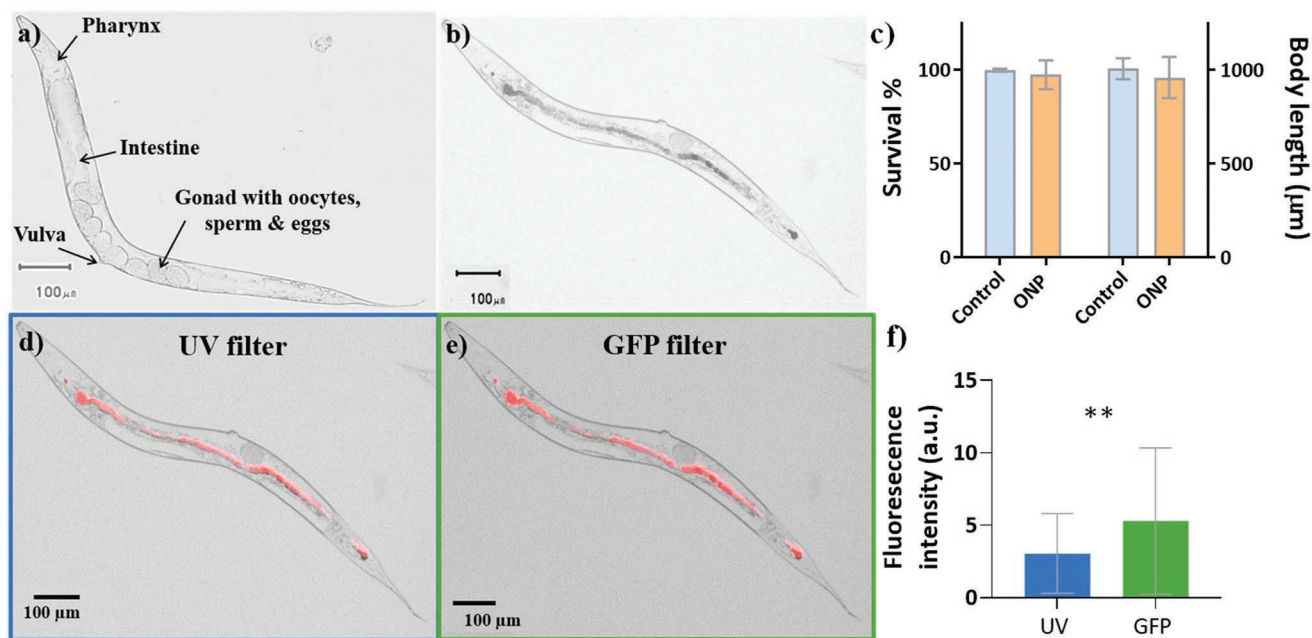 a)
Pharynx
Intestine
Gonad with oocytes,
sperm & eggs
Vulva
100 µm
b)
100 µm
c)
Survival %
100
50
0
Control
ONP
Control
ONP
1000
500
0
Body length (µm)
d)
UV filter
100 µm
e)
GFP filter
100 µm
f)
Fluoresecence
intensity (a.u.)
15
10
5
0
**
UV
GFP